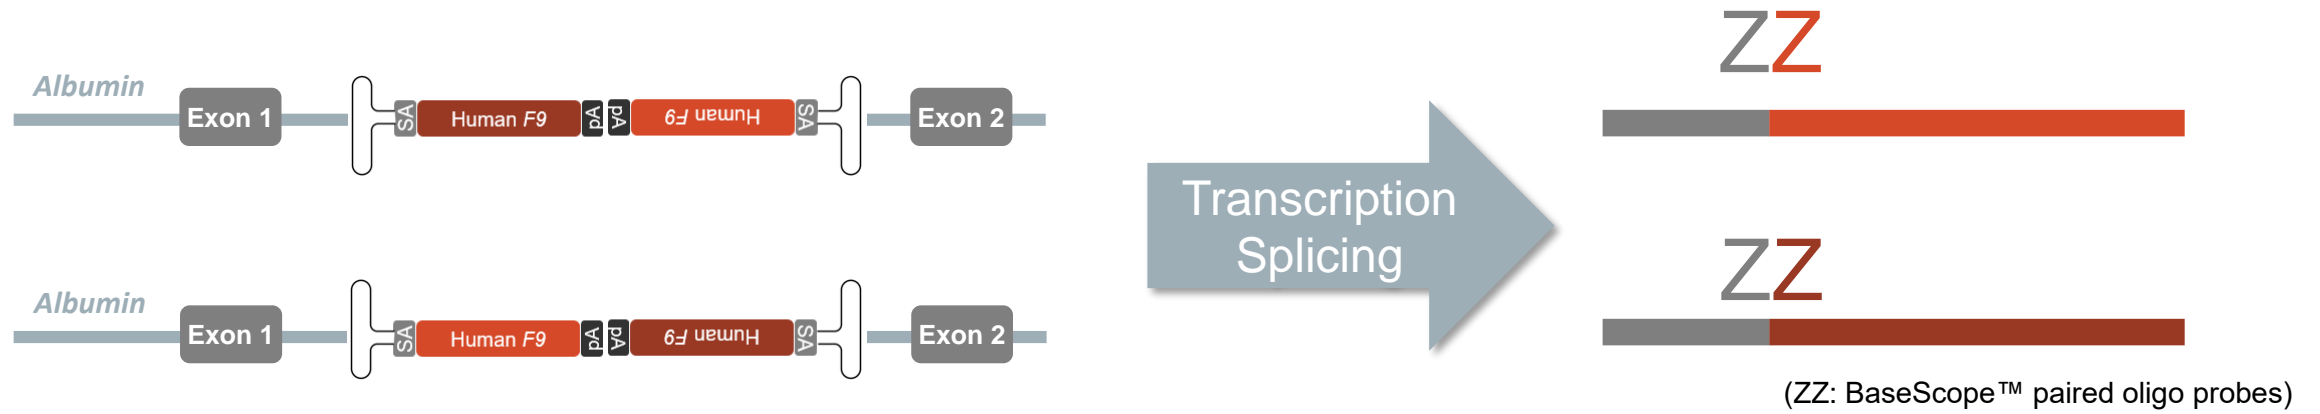 Albumin
Exon 1
SA
Human F9
pA
pA
Human F9
SA
Exon 2
Albumin
Exon 1
SA
Human F9
pA
pA
Human F9
SA
Exon 2
Transcription
Splicing
ZZ
ZZ
(ZZ: BaseScope™ paired oligo probes)